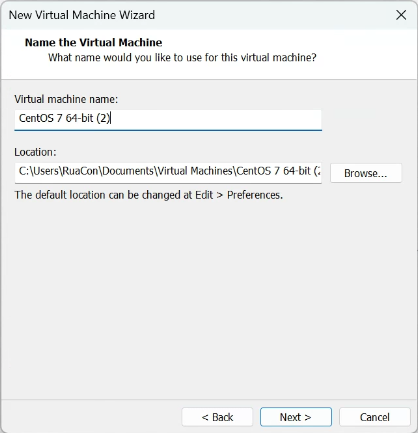 New Virtual Machine Wizard
Name the Virtual Machine
What name would you like to use for this virtual machine?
Virtual machine name:
CentOS 7 64-bit (2)
Location:
C:\Users\RuaCon\Documents\Virtual Machines\CentOS 7 64-bit (2
Browse...
The default location can be changed at Edit > Preferences.
< Back
Next >
Cancel